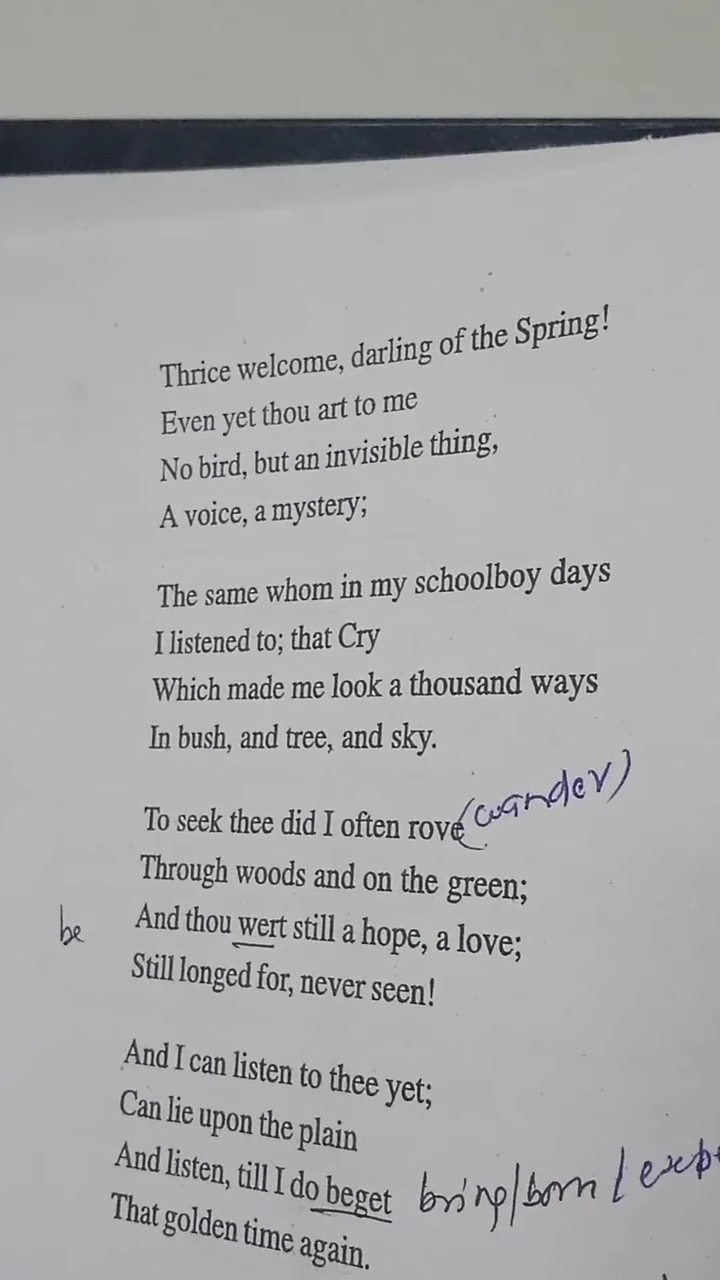 Thrice welcome, darling of the Spring!
Even yet thou art to me
No bird, but an invisible thing,
A voice, a mystery;
The same whom in my schoolboy days
I listened to; that Cry
Which made me look a thousand ways
In bush, and tree, and sky.
To seek thee did I often rove (wander)
Through woods and on the green;
be And thou wert still a hope, a love;
Still longed for, never seen!
And I can listen to thee yet;
Can lie upon the plain
And listen, till I do beget bring/born /
That golden time again.